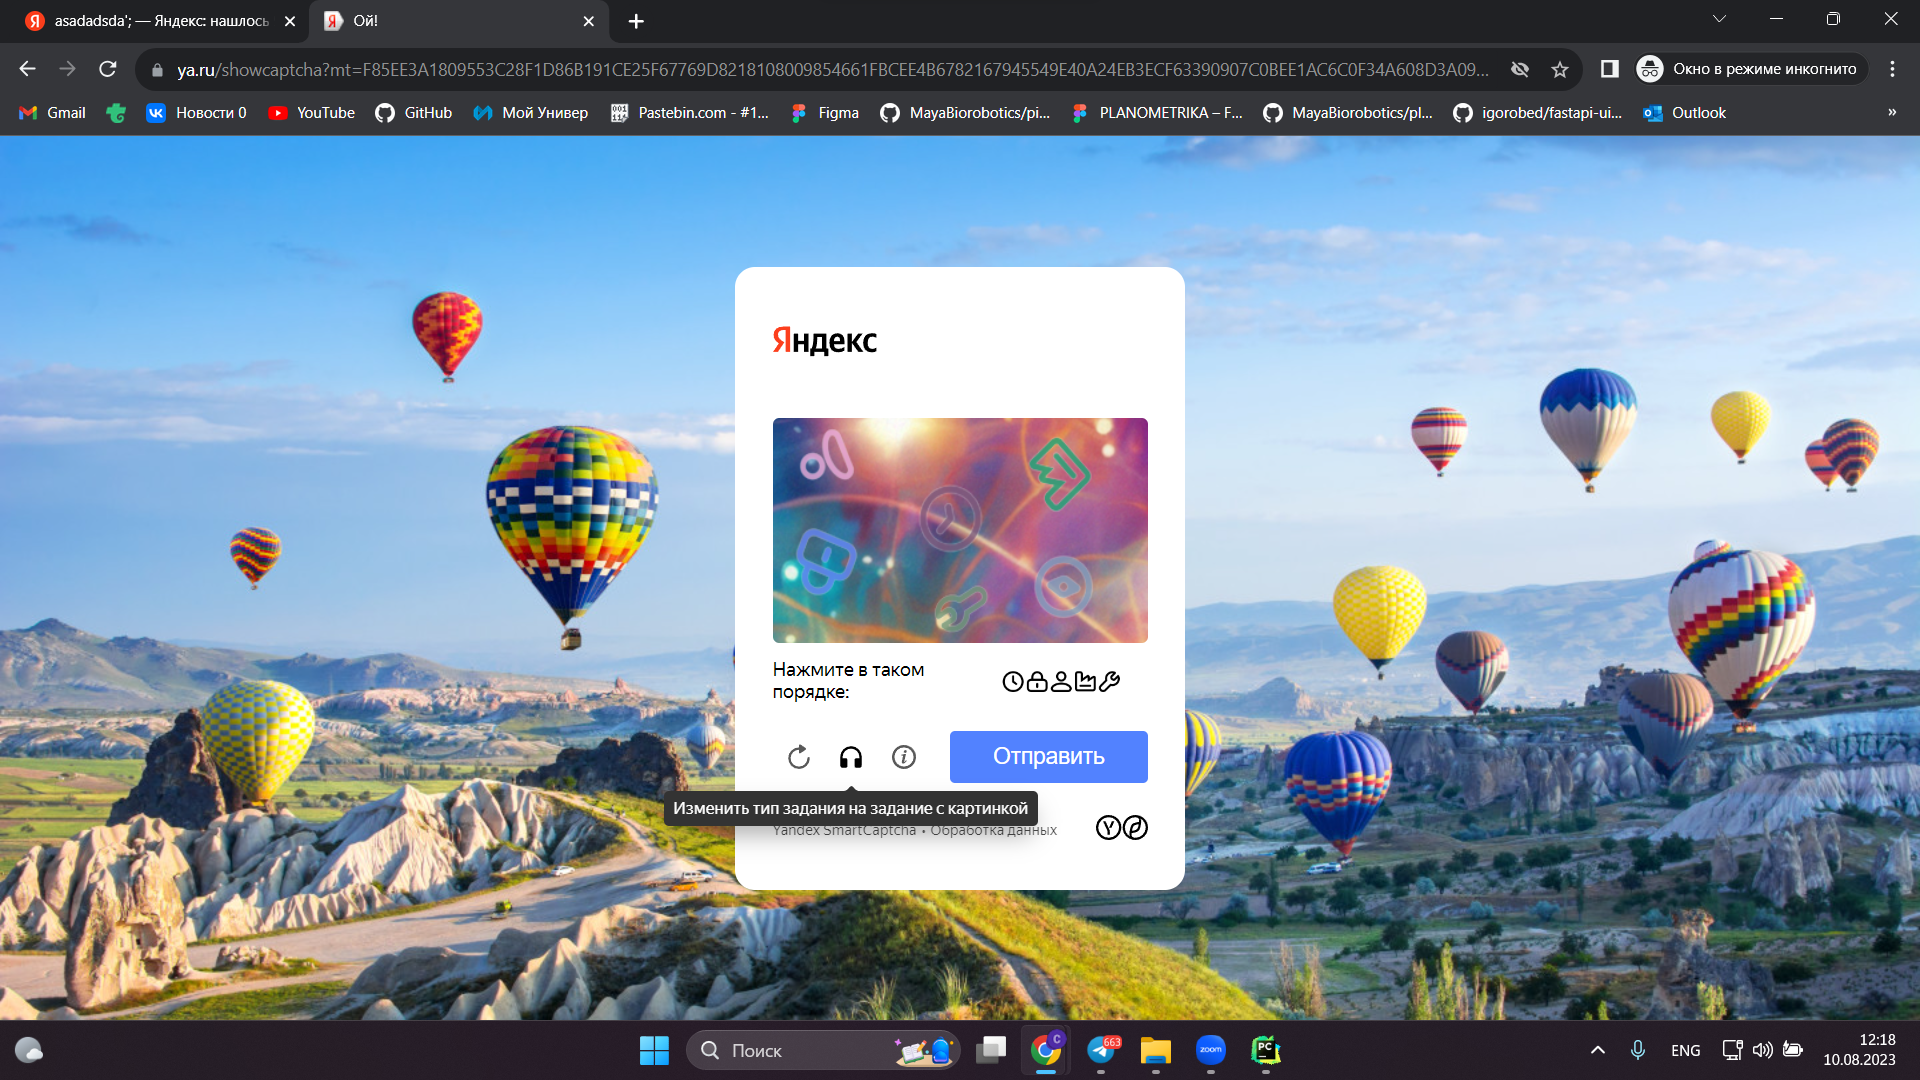 asadadsda'; — Яндекс: нашлось
Ой!
ya.ru/showcaptcha?mt=F85EE3A1809553C28F1D86B191CE25F67769D8218108009854661FBCEE4B6782167945549E40A24EB3ECF63390907C0BEE1AC6C0F34A608D3A09...
Окно в режиме инкогнито
Gmail
Новости 0
YouTube
GitHub
Мой Универ
Pastebin.com - #1...
Figma
MayaBiorobotics/pi...
PLANOMETRIKA – F...
MayaBiorobotics/pl...
igorobed/fastapi-ui...
Outlook
»
Яндекс
Нажмите в таком
порядке:
Отправить
Изменить тип задания на задание с картинкой
Yandex SmartCaptcha • Обработка данных
Поиск
663
zoom
PC
ENG
12:18
10.08.2023